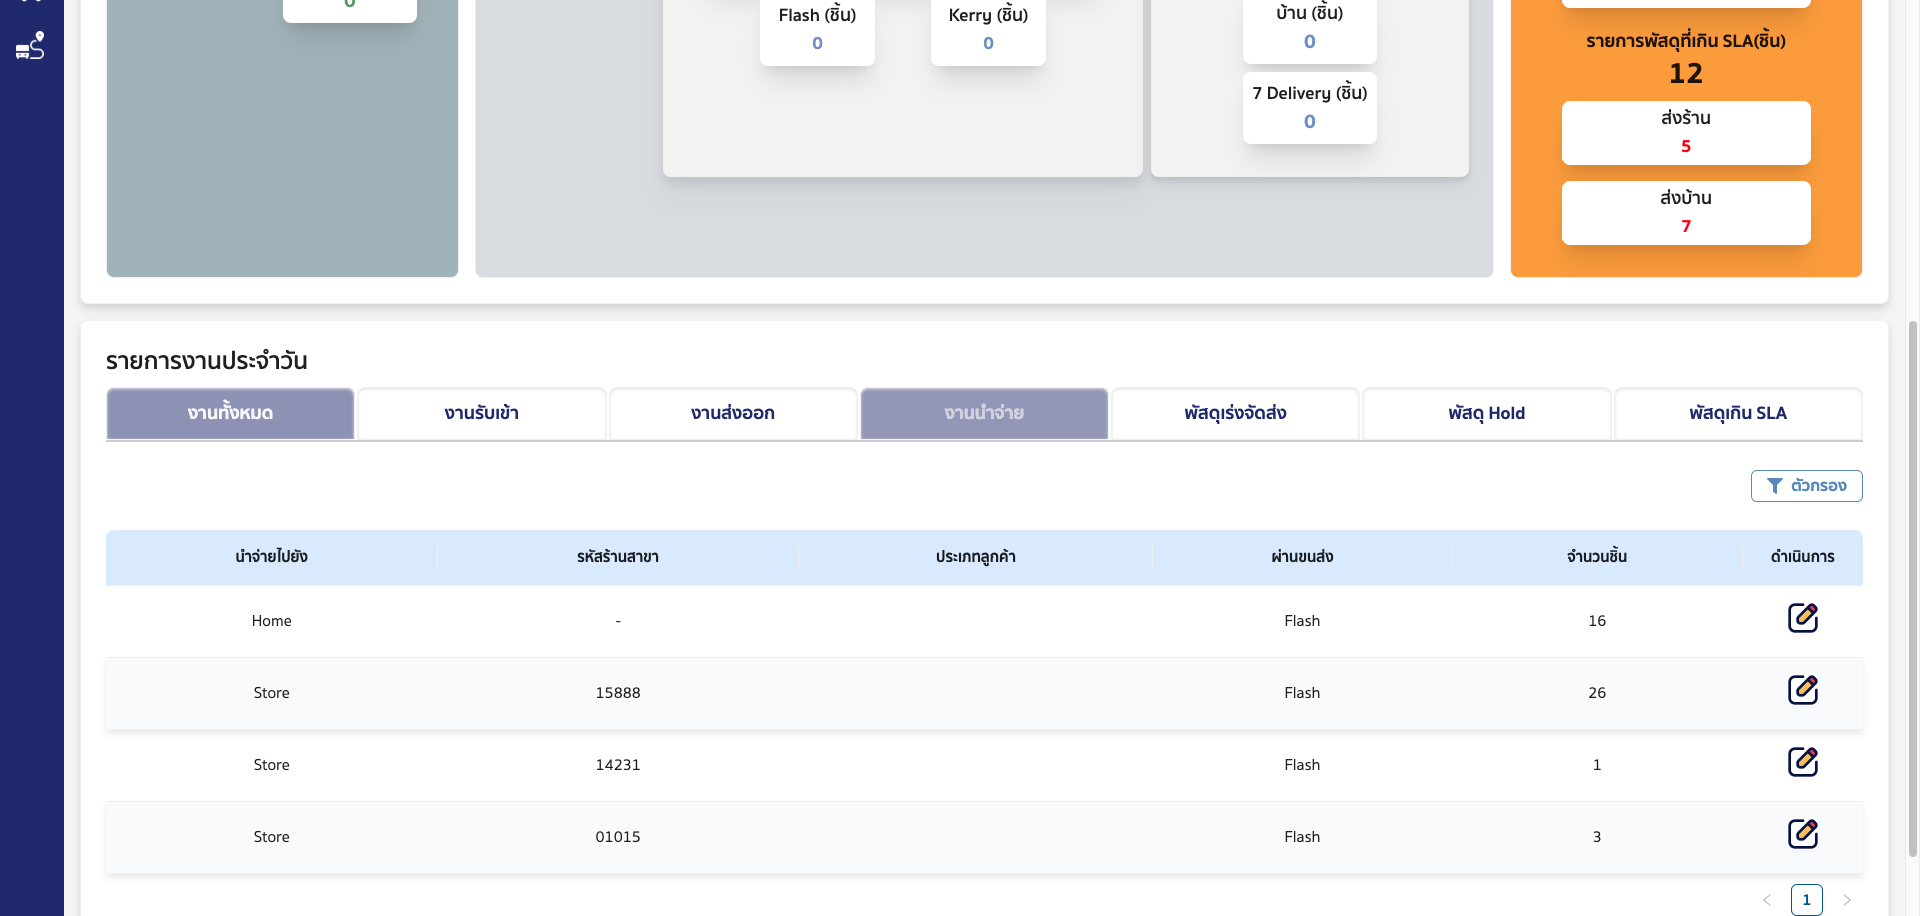 0
Flash (ชิ้น)
0
Kerry (ชิ้น)
0
บ้าน (ชิ้น)
0
7 Delivery (ชิ้น)
0
รายการพัสดุที่เกิน SLA(ชิ้น)
12
ส่งร้าน
5
ส่งบ้าน
7
รายการงานประจำวัน
งานทั้งหมด งานรับเข้า งานส่งออก งานนำจ่าย พัสดุเร่งจัดส่ง พัสดุ Hold พัสดุเกิน SLA
ตัวกรอง
นำจ่ายไปยัง รหัสร้านสาขา ประเภทลูกค้า ผ่านขนส่ง จำนวนชิ้น ดำเนินการ
Home - Flash 16
Store 15888 Flash 26
Store 14231 Flash 1
Store 01015 Flash 3
< 1 >